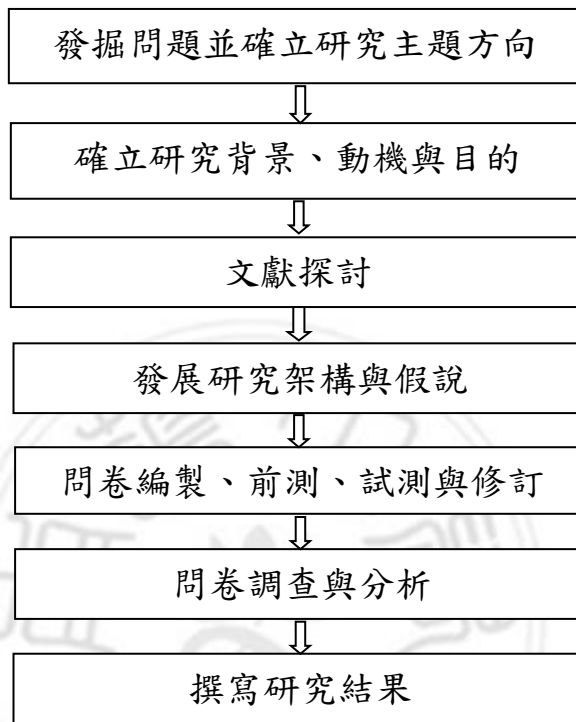 發掘問題並確立研究主題方向
確立研究背景、動機與目的
文獻探討
發展研究架構與假說
問卷編製、前測、試測與修訂
問卷調查與分析
撰寫研究結果